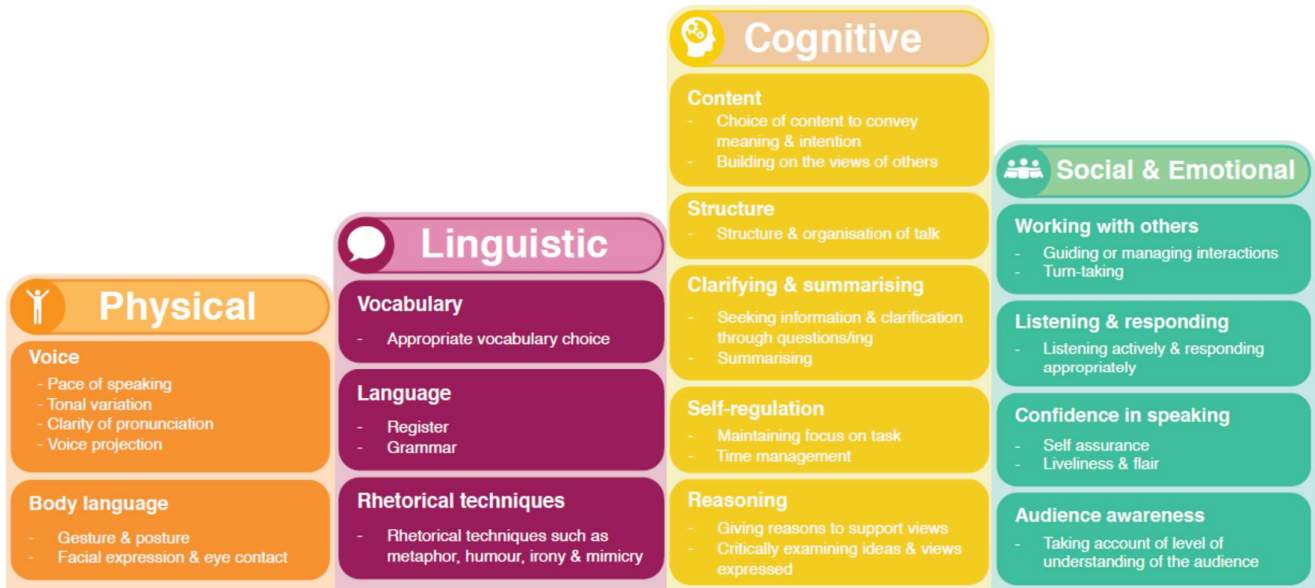 Physical
Voice
- Pace of speaking
- Tonal variation
- Clarity of pronunciation
- Voice projection
Body language
- Gesture & posture
- Facial expression & eye contact
Linguistic
Vocabulary
- Appropriate vocabulary choice
Language
- Register
- Grammar
Rhetorical techniques
- Rhetorical techniques such as
metaphor, humour, irony & mimicry
Cognitive
Content
- Choice of content to convey
meaning & intention
- Building on the views of others
Structure
- Structure & organisation of talk
Clarifying & summarising
- Seeking information & clarification
through questions/ing
- Summarising
Self-regulation
- Maintaining focus on task
- Time management
Reasoning
- Giving reasons to support views
- Critically examining ideas & views
expressed
Social & Emotional
Working with others
- Guiding or managing interactions
- Turn-taking
Listening & responding
- Listening actively & responding
appropriately
Confidence in speaking
- Self assurance
- Liveliness & flair
Audience awareness
- Taking account of level of
understanding of the audience